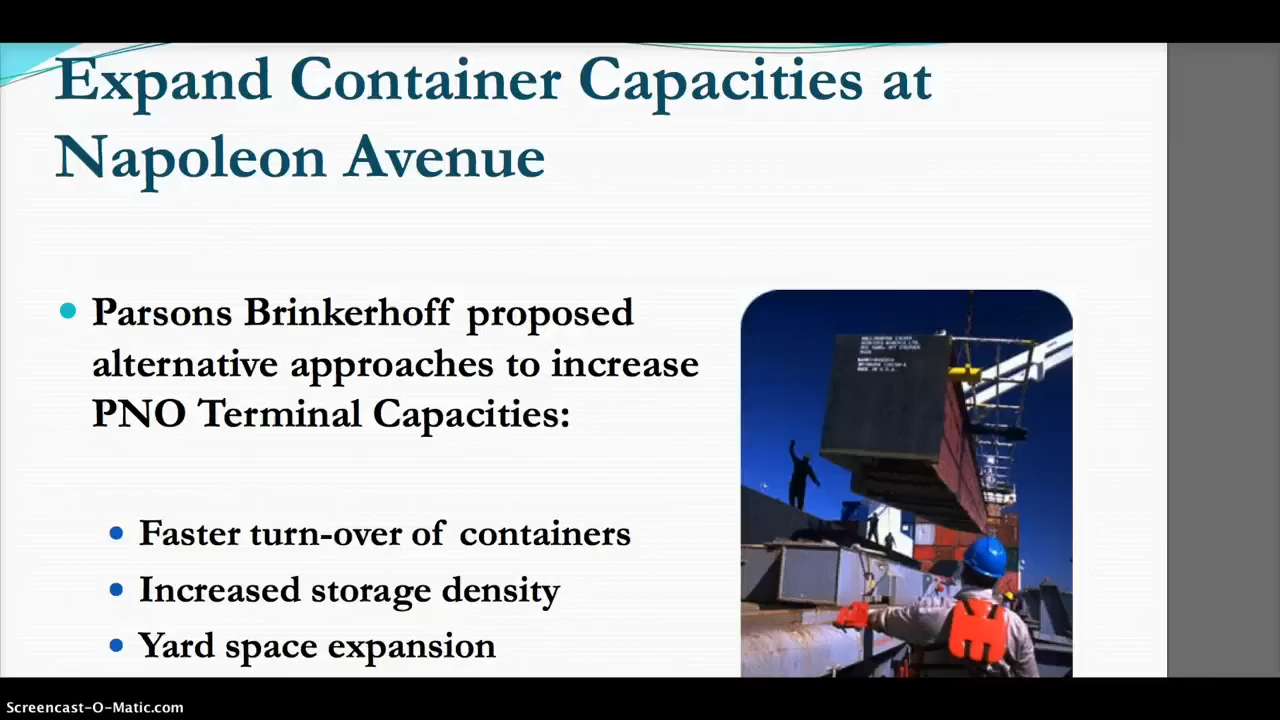 Expand Container Capacities at
Napoleon Avenue
Parsons Brinkerhoff proposed
alternative approaches to increase
PNO Terminal Capacities:
Faster turn-over of containers
Increased storage density
Yard space expansion
Screencast-O-Matic.com